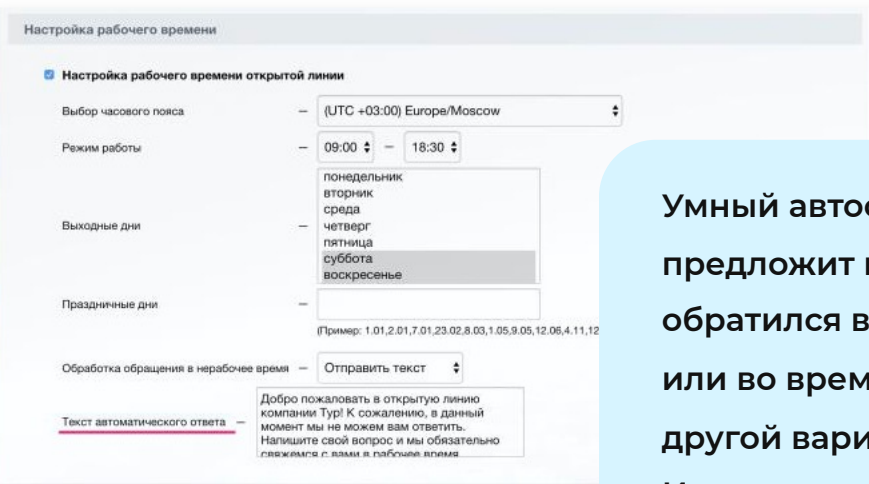 Настройка рабочего времени
Настройка рабочего времени открытой линии
Выбор часового пояса — (UTC +03:00) Europe/Moscow
Режим работы — 09:00 — 18:30
понедельник
вторник
среда
Выходные дни — четверг
пятница
суббота
воскресенье
Праздничные дни —
(Пример: 1.01,2.01,7.01,23.02,8.03,1.05,9.05,12.06,4.11,12
Обработка обращения в нерабочее время — Отправить текст
Текст автоматического ответа —
Добро пожаловать в открытую линию
компании Тур! К сожалению, в данный
момент мы не можем вам ответить.
Напишите свой вопрос и мы обязательно
свяжемся с вами в рабочее время
Умный авто
предложит
обратился в
или во врем
другой вари